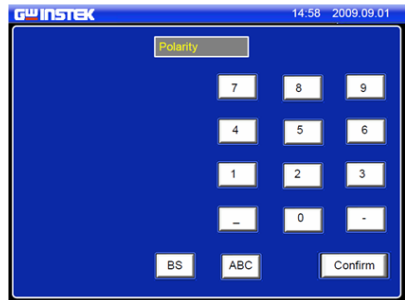 GW INSTEK 14:58 2009.09.01
Polarity
7 8 9
4 5 6
1 2 3
_ 0 -
BS ABC Confirm